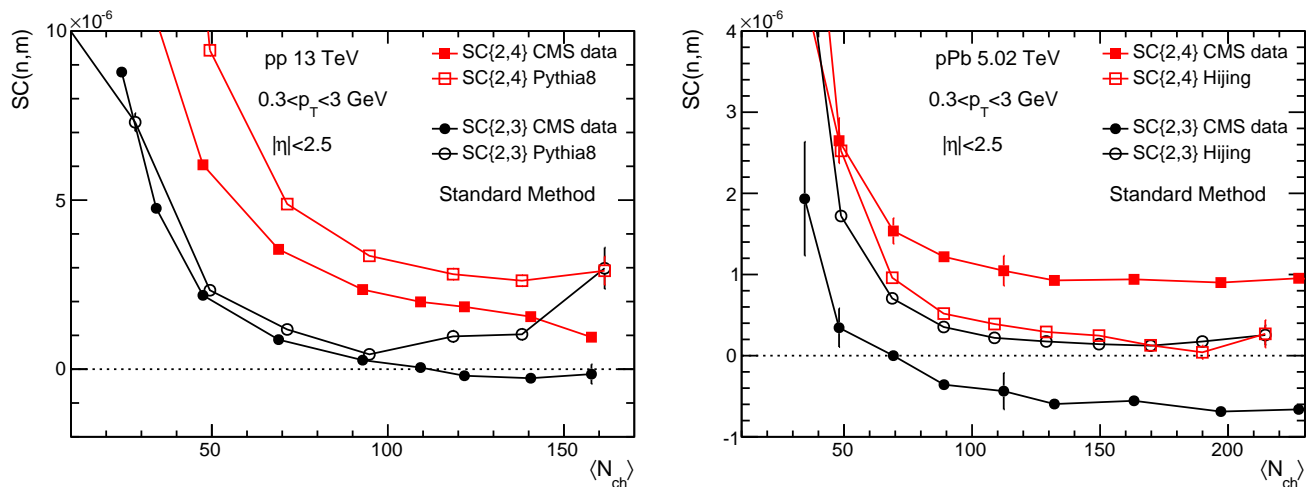 ×10⁻⁶
SC(n,m)
10
5
0
pp 13 TeV
0.3<p_T<3 GeV
|η|<2.5
SC{2,4} CMS data
SC{2,4} Pythia8
SC{2,3} CMS data
SC{2,3} Pythia8
Standard Method
50
100
150
⟨N_ch⟩
×10⁻⁶
SC(n,m)
4
3
2
1
0
-1
pPb 5.02 TeV
0.3<p_T<3 GeV
|η|<2.5
SC{2,4} CMS data
SC{2,4} Hijing
SC{2,3} CMS data
SC{2,3} Hijing
Standard Method
50
100
150
200
⟨N_ch⟩